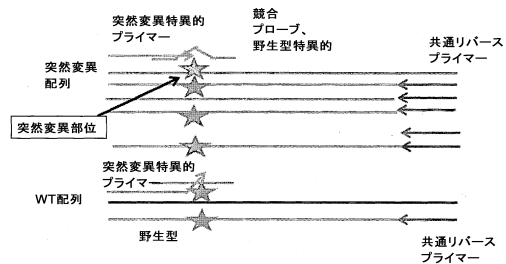 突然変異特異的
プライマー
競合
プローブ、
野生型特異的
共通リバース
プライマー
突然変異
配列
突然変異部位
突然変異特異的
プライマー
WT配列
野生型
共通リバース
プライマー